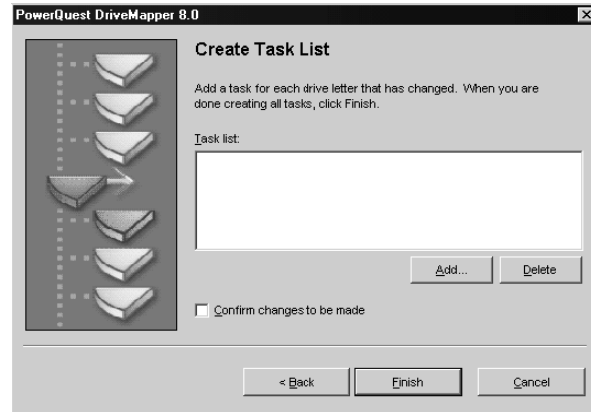 PowerQuest DriveMapper 8.0
Create Task List
Add a task for each drive letter that has changed. When you are
done creating all tasks, click Finish.
Task list:
Add...
Delete
Confirm changes to be made
< Back
Finish
Cancel